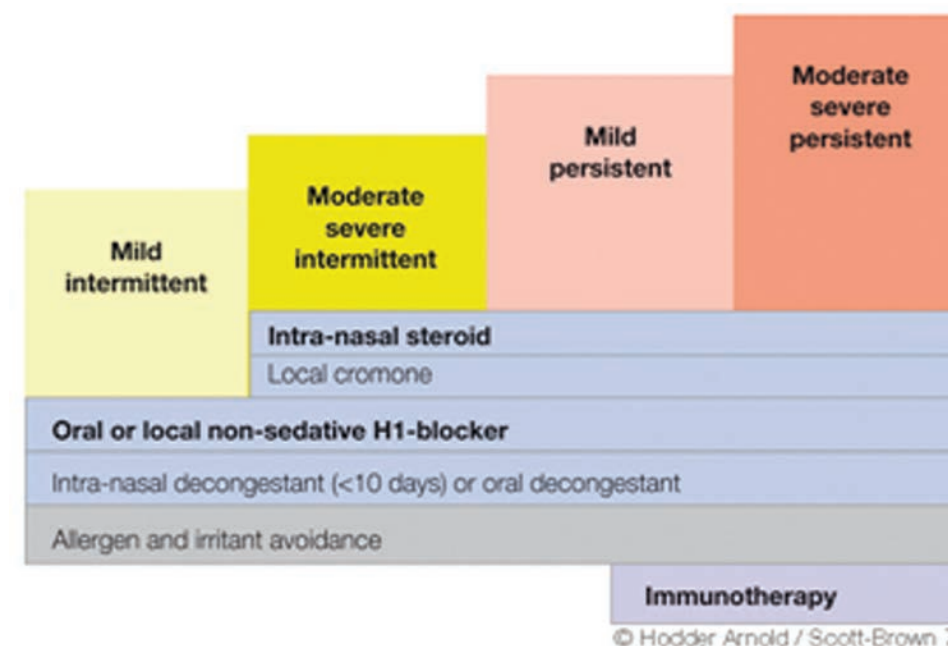 Mild
intermittent
Moderate
severe
intermittent
Mild
persistent
Moderate
severe
persistent
Intra-nasal steroid
Local cromone
Oral or local non-sedative H1-blocker
Intra-nasal decongestant (<10 days) or oral decongestant
Allergen and irritant avoidance
Immunotherapy
© Hodder Arnold / Scott-Brown 7